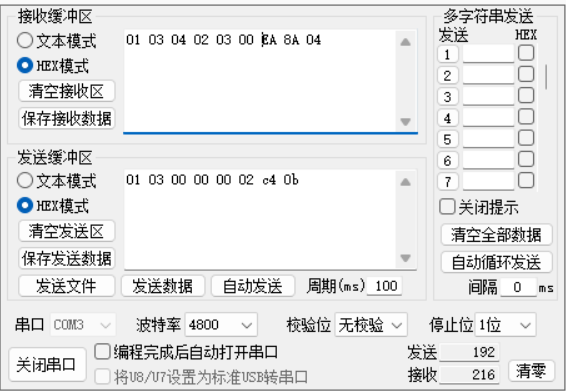 接收缓冲区
文本模式
HEX模式
清空接收区
保存接收数据
01 03 04 02 03 00 EA 8A 04
发送缓冲区
文本模式
HEX模式
清空发送区
保存发送数据
01 03 00 00 00 02 c4 0b
发送文件 发送数据 自动发送 周期(ms) 100
多字符串发送
发送 HEX
1
2
3
4
5
6
7
关闭提示
清空全部数据
自动循环发送
间隔 0 ms
串口 COM3 波特率 4800 校验位 无校验 停止位 1位
关闭串口
编程完成后自动打开串口
将U8/U7设置为标准USB转串口
发送 192
接收 216
清零